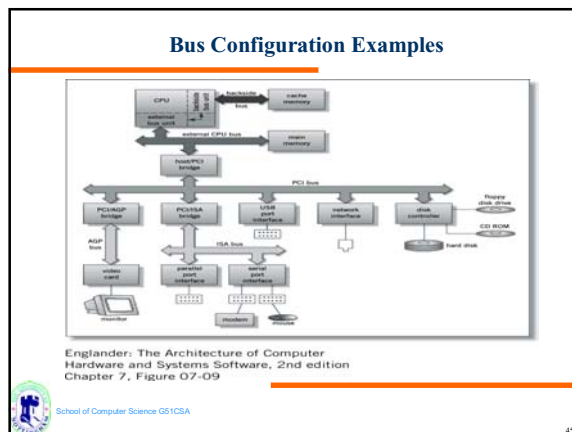 Bus Configuration Examples
CPU
backside
bus unit
external
bus unit
backside
bus
cache
memory
external CPU bus
main
memory
host/PCI
bridge
PCI bus
PCI/AGP
bridge
PCI/ISA
bridge
USB
port
interface
network
interface
disk
controller
floppy
disk drive
CD ROM
hard disk
AGP
bus
ISA bus
video
card
parallel
port
interface
serial
port
interface
monitor
modem
mouse
Englander: The Architecture of Computer
Hardware and Systems Software, 2nd edition
Chapter 7, Figure 07-09
School of Computer Science G51CSA